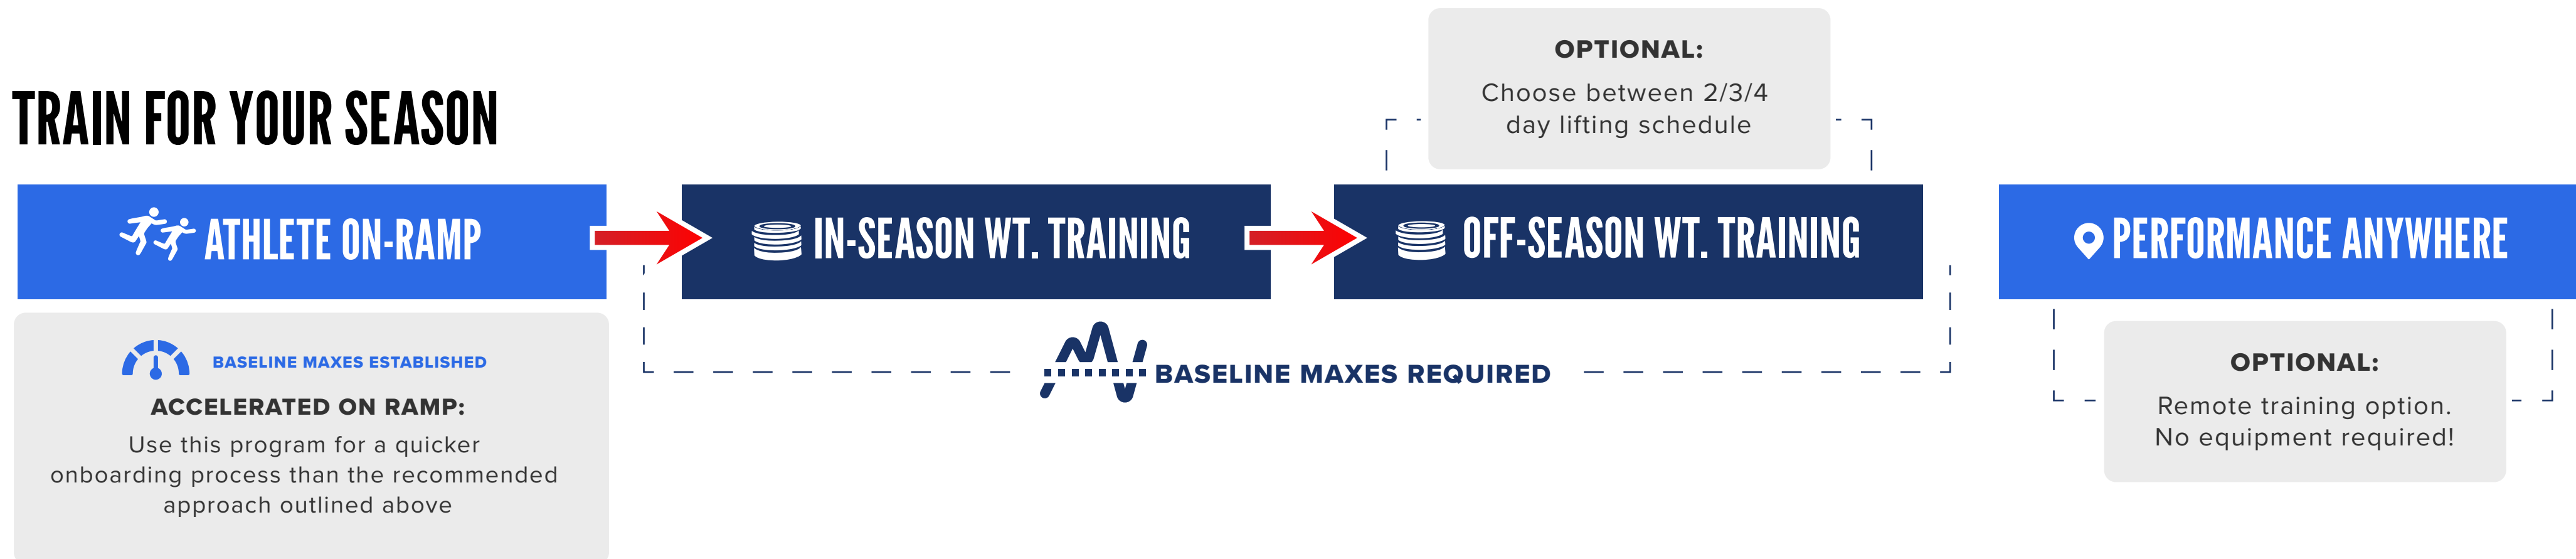 TRAIN FOR YOUR SEASON
OPTIONAL:
Choose between 2/3/4
day lifting schedule
ATHLETE ON-RAMP
IN-SEASON WT. TRAINING
OFF-SEASON WT. TRAINING
PERFORMANCE ANYWHERE
BASELINE MAXES ESTABLISHED
ACCELERATED ON RAMP:
Use this program for a quicker
onboarding process than the recommended
approach outlined above
BASELINE MAXES REQUIRED
OPTIONAL:
Remote training option.
No equipment required!